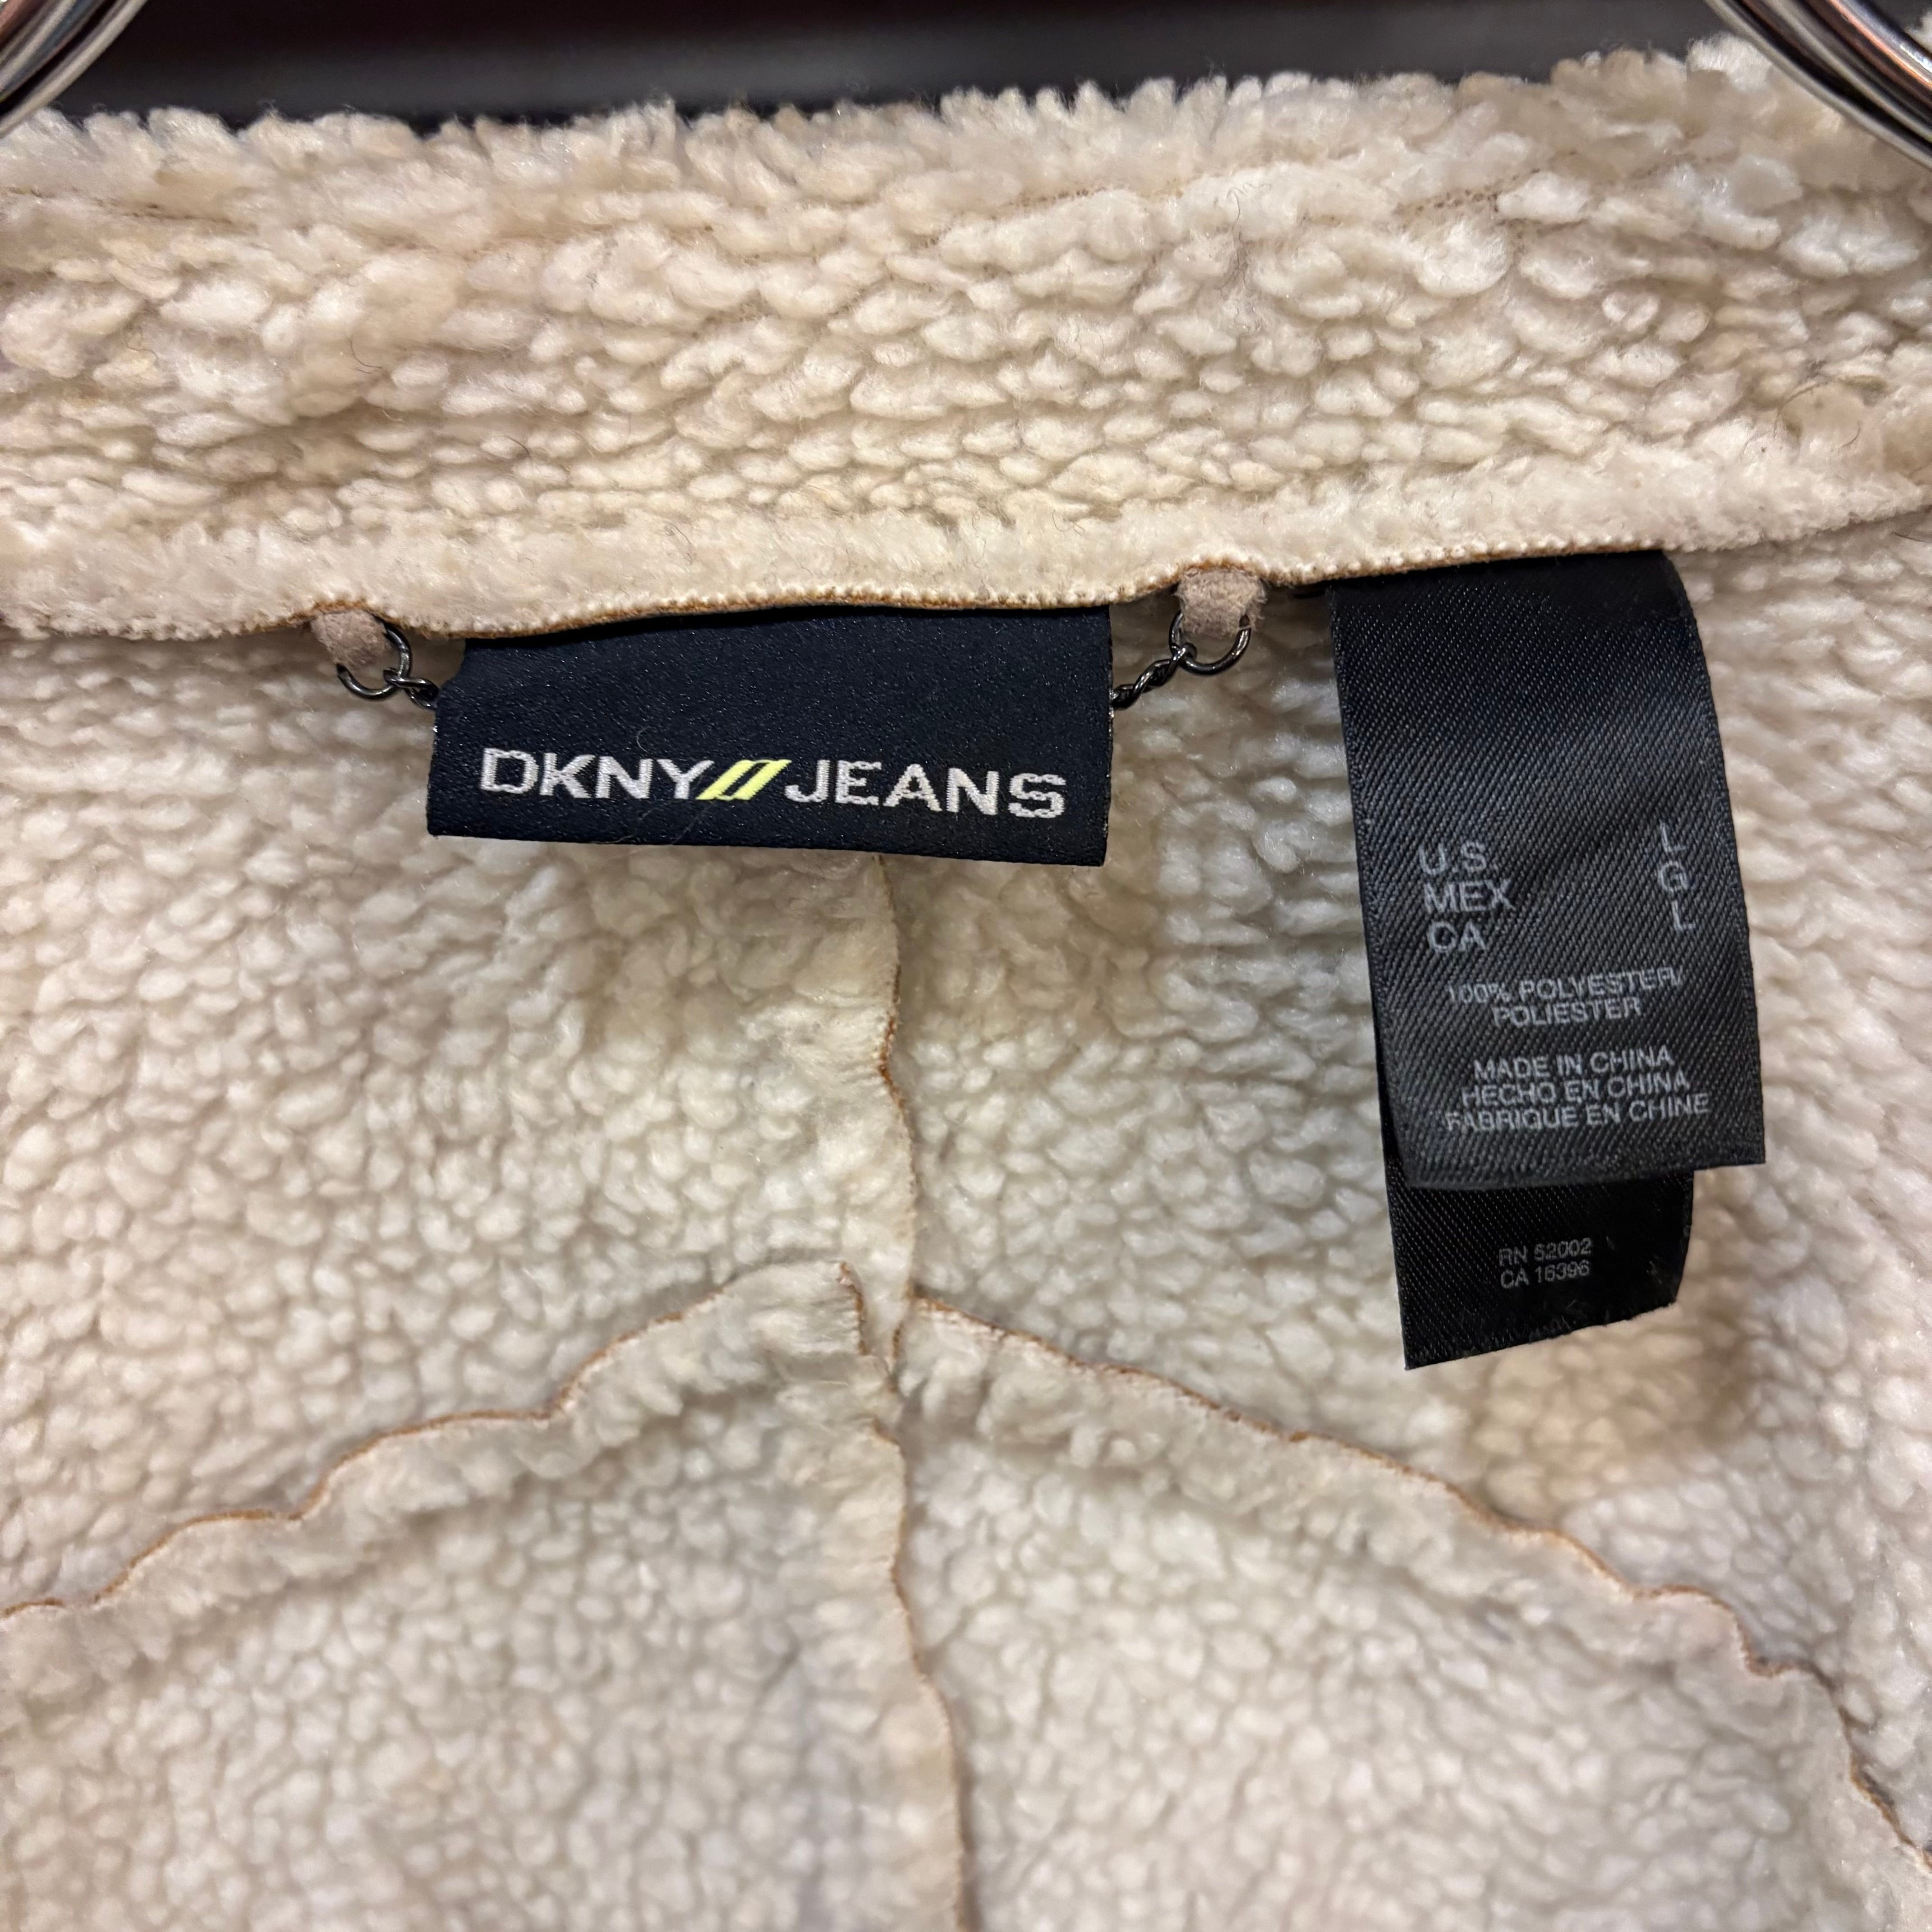 DKNY//JEANS
U.S. L
MEX G
CA L
100% POLYESTER/
POLIESTER
MADE IN CHINA
HECHO EN CHINA
FABRIQUE EN CHINE
RN 52002
CA 16396